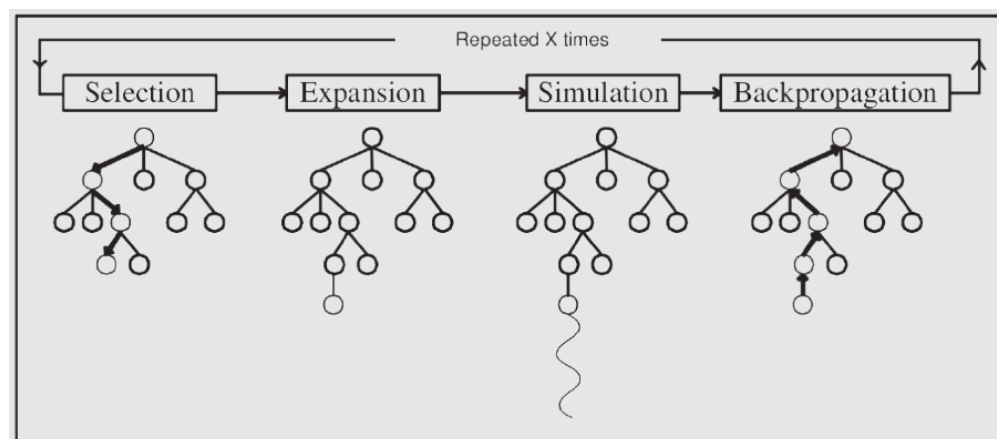 Repeated X times
Selection
Expansion
Simulation
Backpropagation